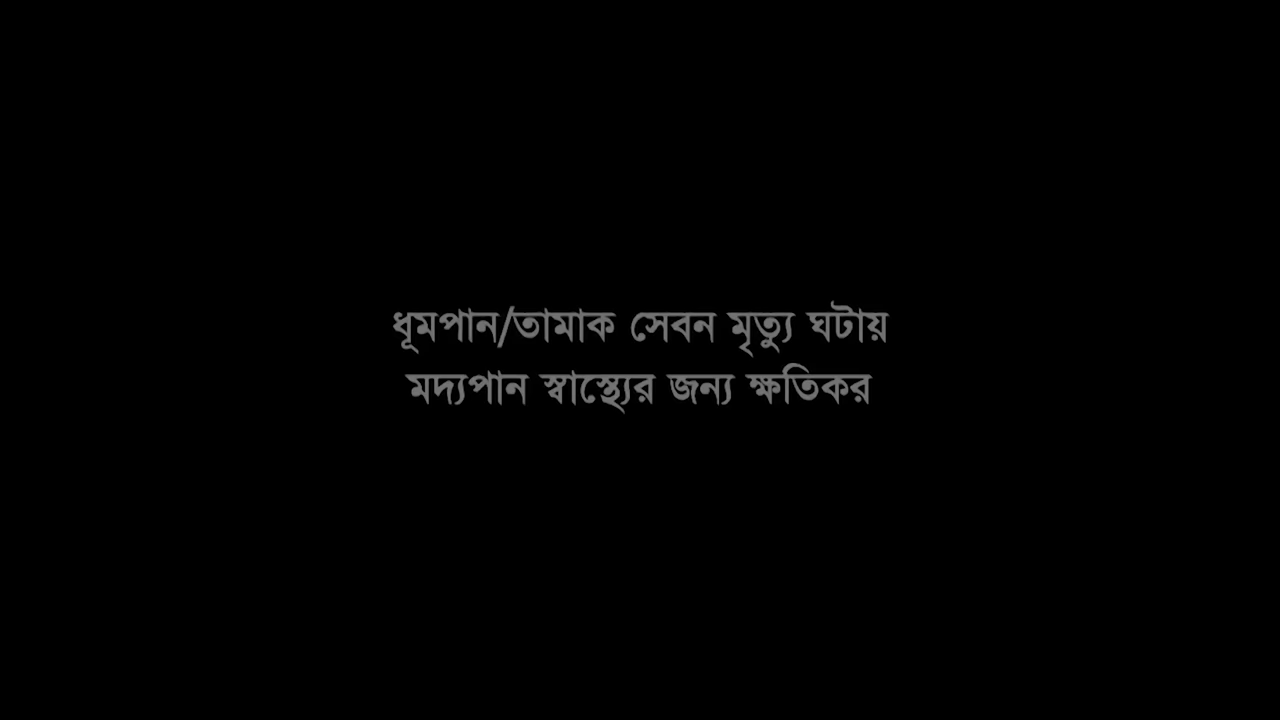 ধূমপান/তামাক সেবন মৃত্যু ঘটায়
মদ্যপান স্বাস্থ্যের জন্য ক্ষতিকর